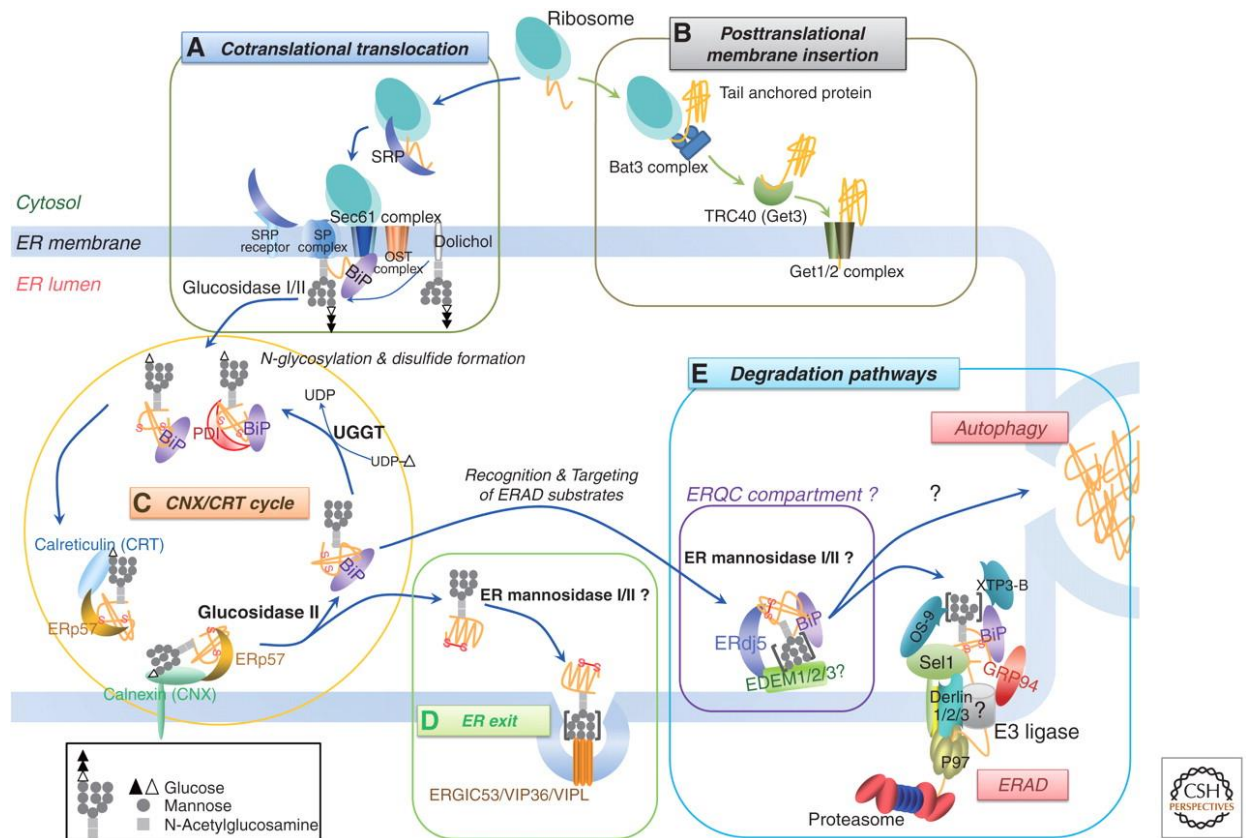 Ribosome
A
Cotranslational translocation
SRP
Cytosol
ER membrane
ER lumen
SRP
receptor
SP
complex
Sec61 complex
OST
complex
BiP
Dolichol
Glucosidase I/II
B
Posttranslational
membrane insertion
Tail anchored protein
Bat3 complex
TRC40 (Get3)
Get1/2 complex
N-glycosylation & disulfide formation
S
S
BiP
PDI
S
S
BiP
UDP
UGGT
UDP-△
C
CNX/CRT cycle
S
S
BiP
Calreticulin (CRT)
S
S
ERp57
Glucosidase II
S
S
ERp57
Calnexin (CNX)
Recognition & Targeting
of ERAD substrates
D
ER exit
ER mannosidase I/II ?
S-S
S-S
ERGIC53/VIP36/VIPL
E
Degradation pathways
Autophagy
ERQC compartment ?
?
ER mannosidase I/II ?
S
S
BiP
ERdj5
EDEM1/2/3?
XTP3-B
OS-9
BiP
S
S
Sel1
GRP94
Derlin
1/2/3
?
E3 ligase
P97
ERAD
Proteasome
▲△ Glucose
Mannose
N-Acetylglucosamine
CSH
PERSPECTIVES